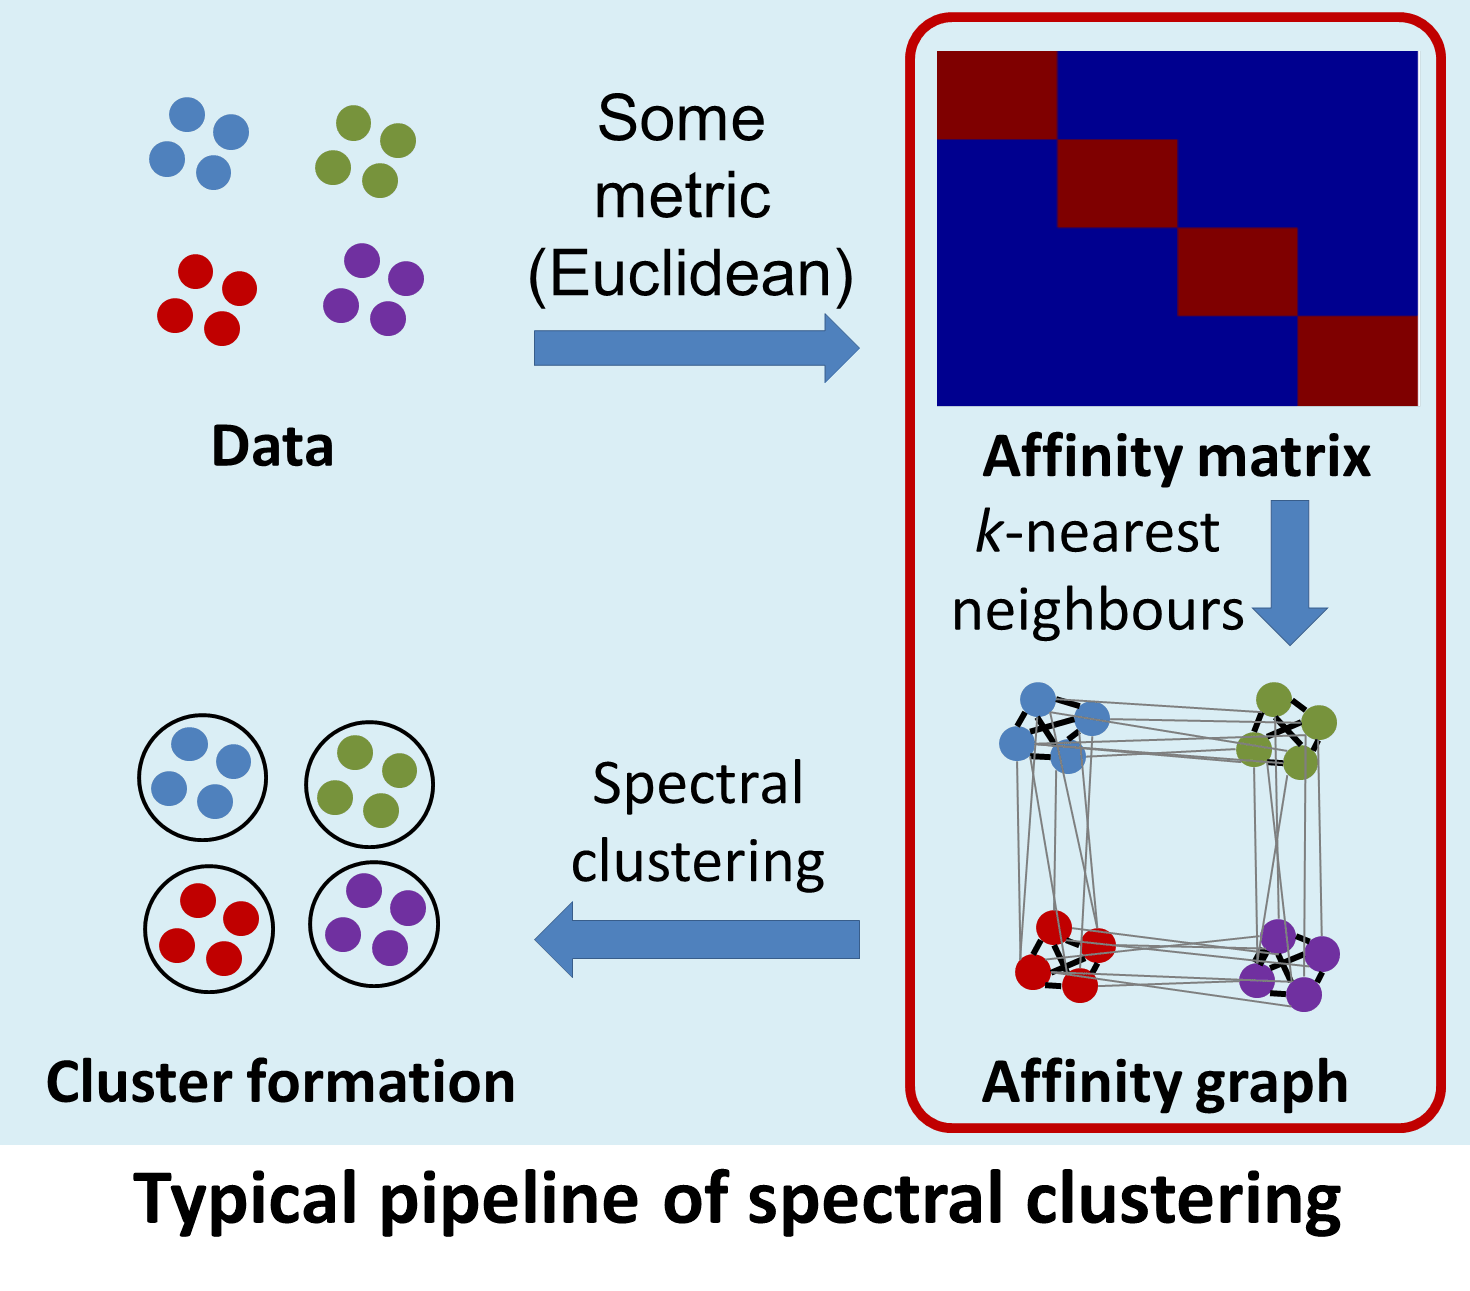 Some
metric
(Euclidean)
Data
Affinity matrix
k-nearest
neighbours
Spectral
clustering
Cluster formation
Affinity graph
Typical pipeline of spectral clustering